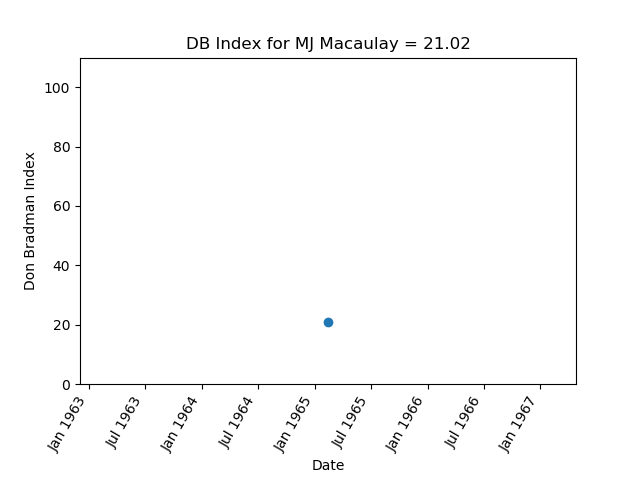 DB Index for MJ Macaulay = 21.02
100
80
60
40
20
0
Don Bradman Index
Jan 1963
Jul 1963
Jan 1964
Jul 1964
Jan 1965
Jul 1965
Jan 1966
Jul 1966
Jan 1967
Date